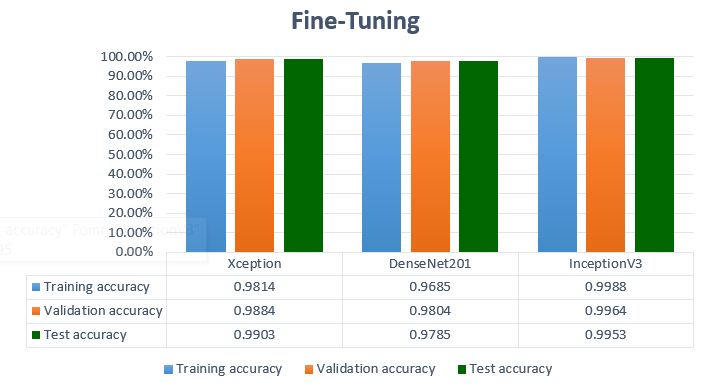 Fine-Tuning
100.00%
90.00%
80.00%
70.00%
60.00%
50.00%
40.00%
30.00%
20.00%
10.00%
0.00%
accuracy" Point
Xception DenseNet201 InceptionV3
Training accuracy 0.9814 0.9685 0.9988
Validation accuracy 0.9884 0.9804 0.9964
Test accuracy 0.9903 0.9785 0.9953
Training accuracy Validation accuracy Test accuracy